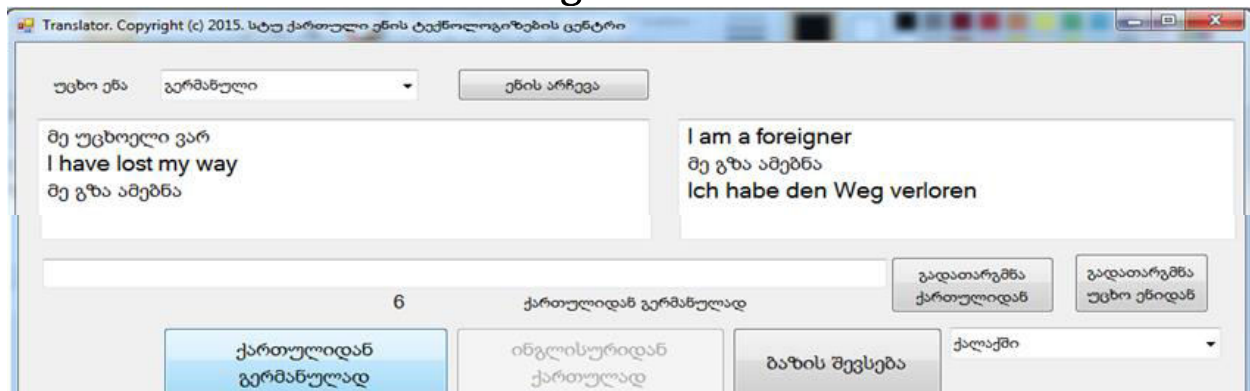 Translator. Copyright (c) 2015. სტუ ქართული ენის ტექნოლოგიზების ცენტრი
უცხო ენა გერმანული ენის არჩევა
მე უცხოელი ვარ
I have lost my way
მე გზა ამებნა
I am a foreigner
მე გზა ამებნა
Ich habe den Weg verloren
გადათარგმნა
ქართულიდან
გადათარგმნა
უცხო ენიდან
6 ქართულიდან გერმანულად
ქართულიდან
გერმანულად
ინგლისურიდან
ქართულად
ბაზის შევსება
ქალაქში